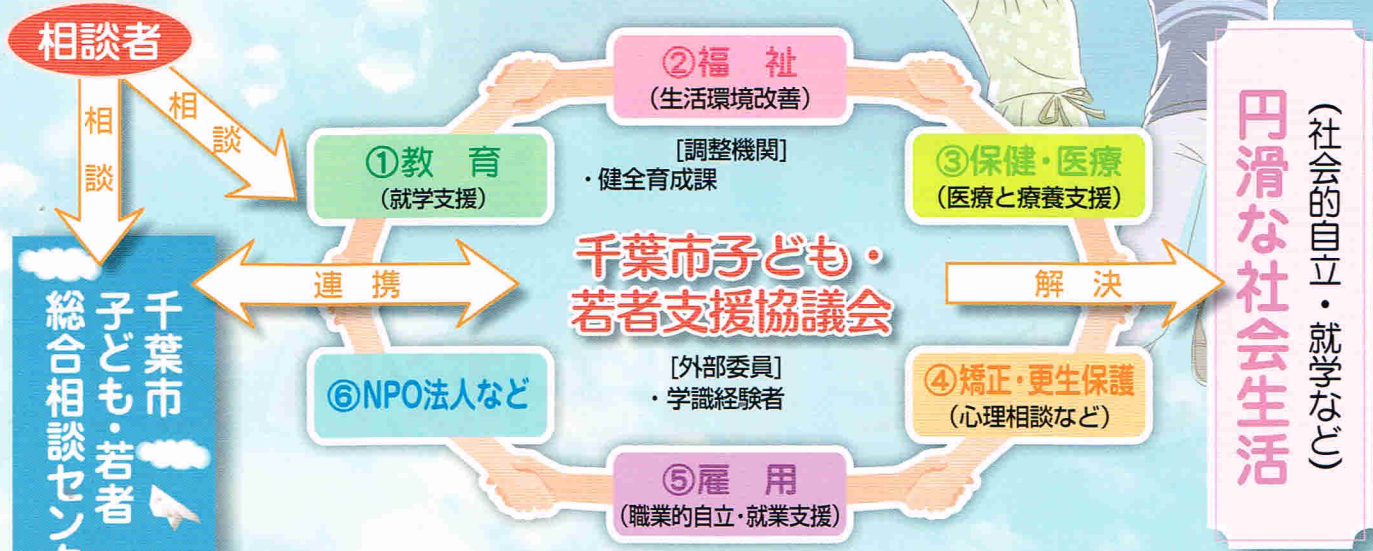 相談者
相談
相談
①教 育
(就学支援)
②福 祉
(生活環境改善)
③保健・医療
(医療と療養支援)
[調整機関]
・健全育成課
千葉市子ども・
若者支援協議会
連 携
解 決
[外部委員]
・学識経験者
⑥NPO法人など
④矯正・更生保護
(心理相談など)
⑤雇 用
(職業的自立・就業支援)
千葉市
子ども・若者
総合相談セン
(社会的自立・就学など)
円滑な社会生活